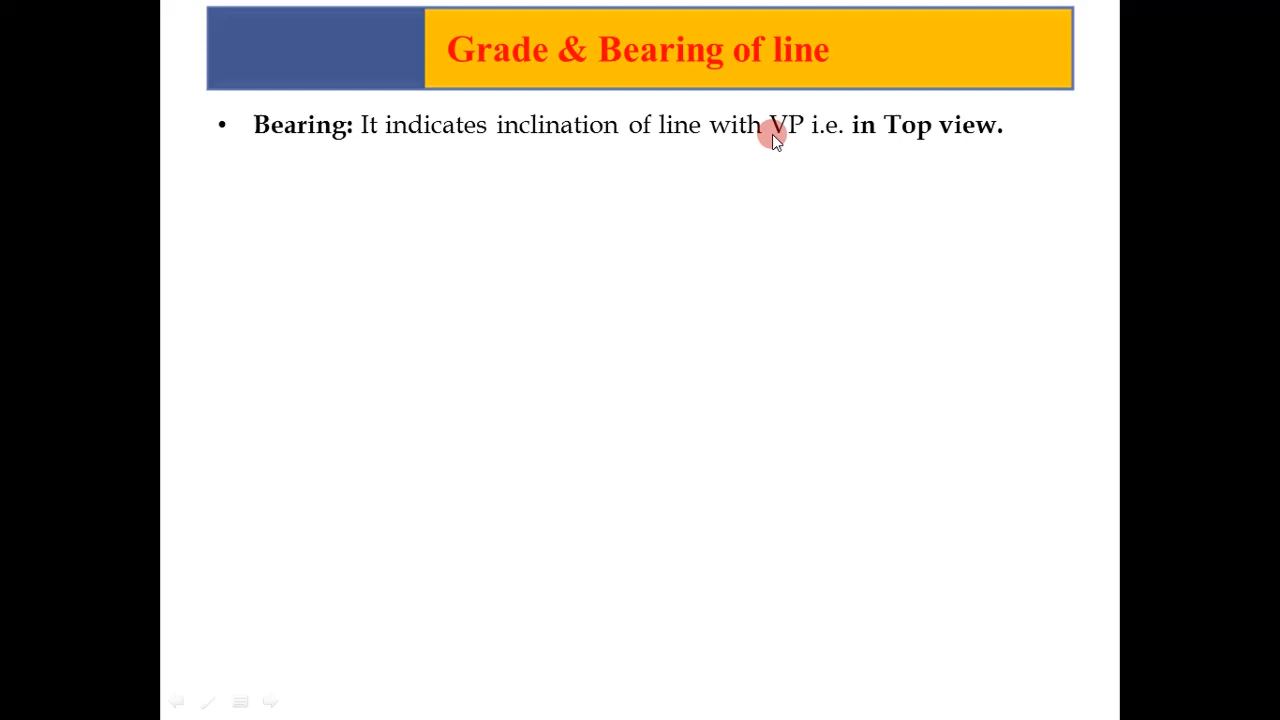 Grade & Bearing of line
• Bearing: It indicates inclination of line with VP i.e. in Top view.